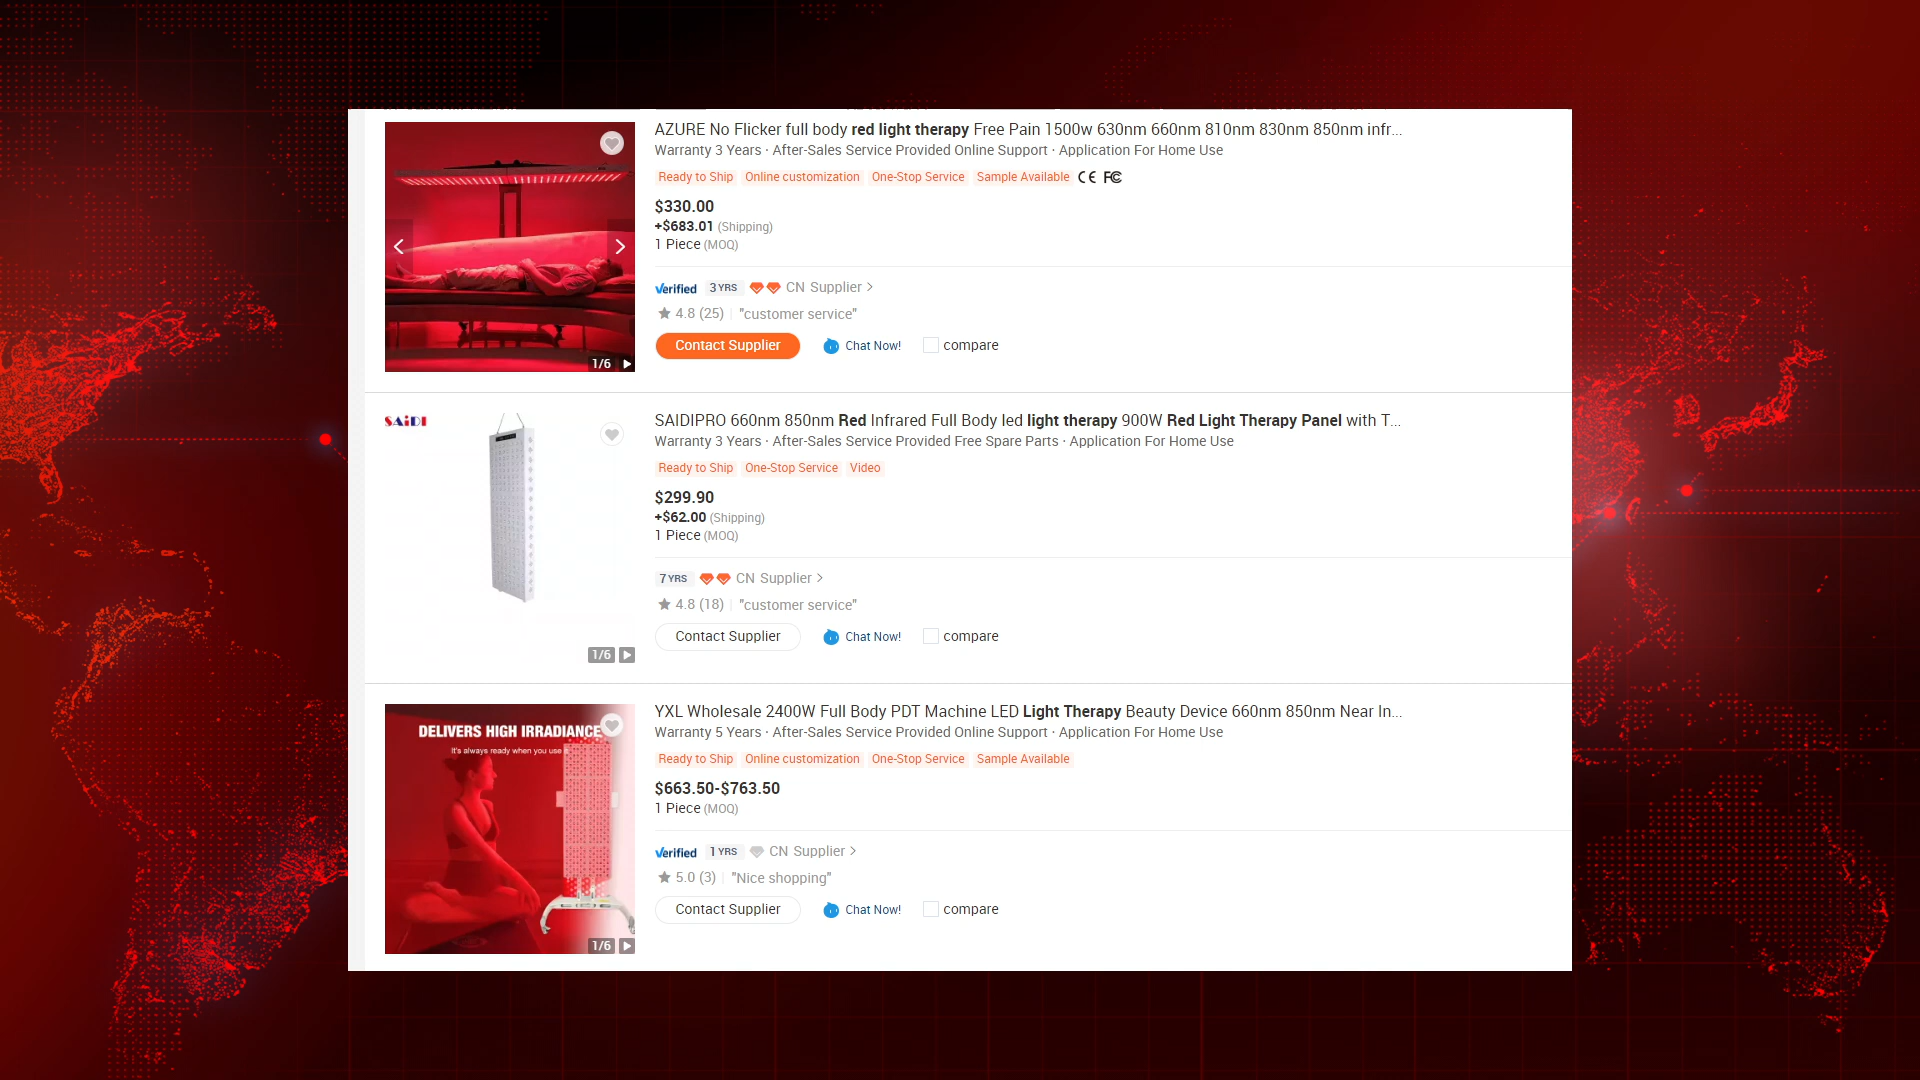 AZURE No Flicker full body red light therapy Free Pain 1500w 630nm 660nm 810nm 830nm 850nm infr...
Warranty 3 Years · After-Sales Service Provided Online Support · Application For Home Use
Ready to Ship Online customization One-Stop Service Sample Available CE FC
$330.00
+$683.01 (Shipping)
1 Piece (MOQ)
Verified 3 YRS CN Supplier >
4.8 (25) "customer service"
Contact Supplier Chat Now! compare
1/6
SAiDI
SAIDIPRO 660nm 850nm Red Infrared Full Body led light therapy 900W Red Light Therapy Panel with T...
Warranty 3 Years · After-Sales Service Provided Free Spare Parts · Application For Home Use
Ready to Ship One-Stop Service Video
$299.90
+$62.00 (Shipping)
1 Piece (MOQ)
7 YRS CN Supplier >
4.8 (18) "customer service"
Contact Supplier Chat Now! compare
1/6
DELIVERS HIGH IRRADIANCE
It's always ready when you use
YXL Wholesale 2400W Full Body PDT Machine LED Light Therapy Beauty Device 660nm 850nm Near In...
Warranty 5 Years · After-Sales Service Provided Online Support · Application For Home Use
Ready to Ship Online customization One-Stop Service Sample Available
$663.50-$763.50
1 Piece (MOQ)
Verified 1 YRS CN Supplier >
5.0 (3) "Nice shopping"
Contact Supplier Chat Now! compare
1/6